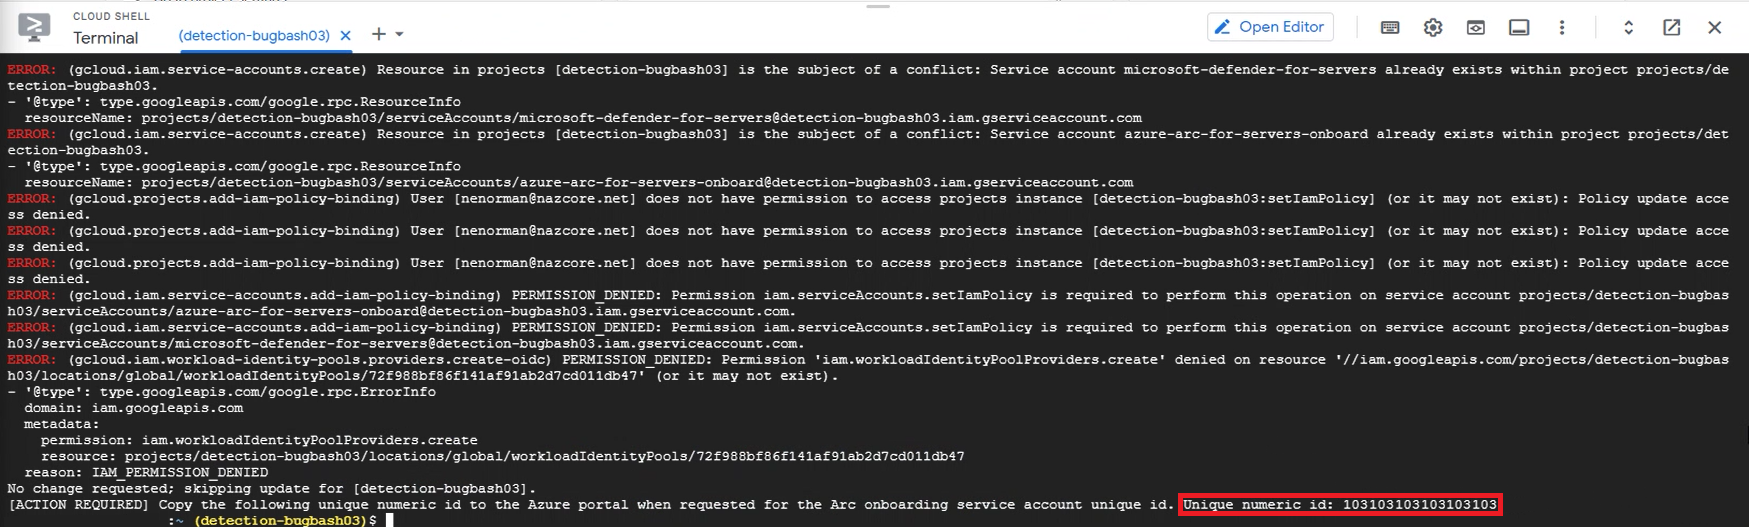 CLOUD SHELL
Terminal
(detection-bugbash03)
Open Editor
ERROR: (gcloud.iam.service-accounts.create) Resource in projects [detection-bugbash03] is the subject of a conflict: Service account microsoft-defender-for-servers already exists within project projects/de
tection-bugbash03.
- '@type': type.googleapis.com/google.rpc.ResourceInfo
resourceName: projects/detection-bugbash03/serviceAccounts/microsoft-defender-for-servers@detection-bugbash03.iam.gserviceaccount.com
ERROR: (gcloud.iam.service-accounts.create) Resource in projects [detection-bugbash03] is the subject of a conflict: Service account azure-arc-for-servers-onboard already exists within project projects/det
ection-bugbash03.
- '@type': type.googleapis.com/google.rpc.ResourceInfo
resourceName: projects/detection-bugbash03/serviceAccounts/azure-arc-for-servers-onboard@detection-bugbash03.iam.gserviceaccount.com
ERROR: (gcloud.projects.add-iam-policy-binding) User [nenorman@nazcore.net] does not have permission to access projects instance [detection-bugbash03:setIamPolicy] (or it may not exist): Policy update acce
ss denied.
ERROR: (gcloud.projects.add-iam-policy-binding) User [nenorman@nazcore.net] does not have permission to access projects instance [detection-bugbash03:setIamPolicy] (or it may not exist): Policy update acce
ss denied.
ERROR: (gcloud.projects.add-iam-policy-binding) User [nenorman@nazcore.net] does not have permission to access projects instance [detection-bugbash03:setIamPolicy] (or it may not exist): Policy update acce
ss denied.
ERROR: (gcloud.iam.service-accounts.add-iam-policy-binding) PERMISSION_DENIED: Permission iam.serviceAccounts.setIamPolicy is required to perform this operation on service account projects/detection-bugbas
h03/serviceAccounts/azure-arc-for-servers-onboard@detection-bugbash03.iam.gserviceaccount.com.
ERROR: (gcloud.iam.service-accounts.add-iam-policy-binding) PERMISSION_DENIED: Permission iam.serviceAccounts.setIamPolicy is required to perform this operation on service account projects/detection-bugbas
h03/serviceAccounts/microsoft-defender-for-servers@detection-bugbash03.iam.gserviceaccount.com.
ERROR: (gcloud.iam.workload-identity-pools.providers.create-oidc) PERMISSION_DENIED: Permission 'iam.workloadIdentityPoolProviders.create' denied on resource '//iam.googleapis.com/projects/detection-bugbas
h03/locations/global/workloadIdentityPools/72f988bf86f141af91ab2d7cd011db47' (or it may not exist).
- '@type': type.googleapis.com/google.rpc.ErrorInfo
domain: iam.googleapis.com
metadata:
permission: iam.workloadIdentityPoolProviders.create
resource: projects/detection-bugbash03/locations/global/workloadIdentityPools/72f988bf86f141af91ab2d7cd011db47
reason: IAM_PERMISSION_DENIED
No change requested; skipping update for [detection-bugbash03].
[ACTION REQUIRED] Copy the following unique numeric id to the Azure portal when requested for the Arc onboarding service account unique id. Unique numeric id: 103103103103103103
:~ (detection-bugbash03)$